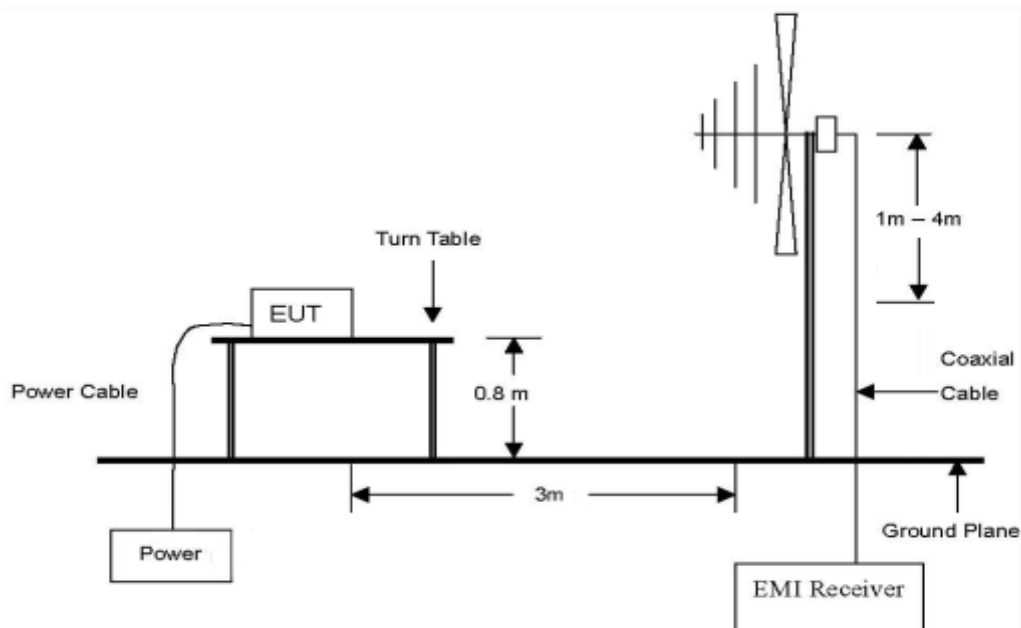 1m – 4m
Turn Table
EUT
Coaxial
Cable
Power Cable
0.8 m
3m
Ground Plane
Power
EMI Receiver